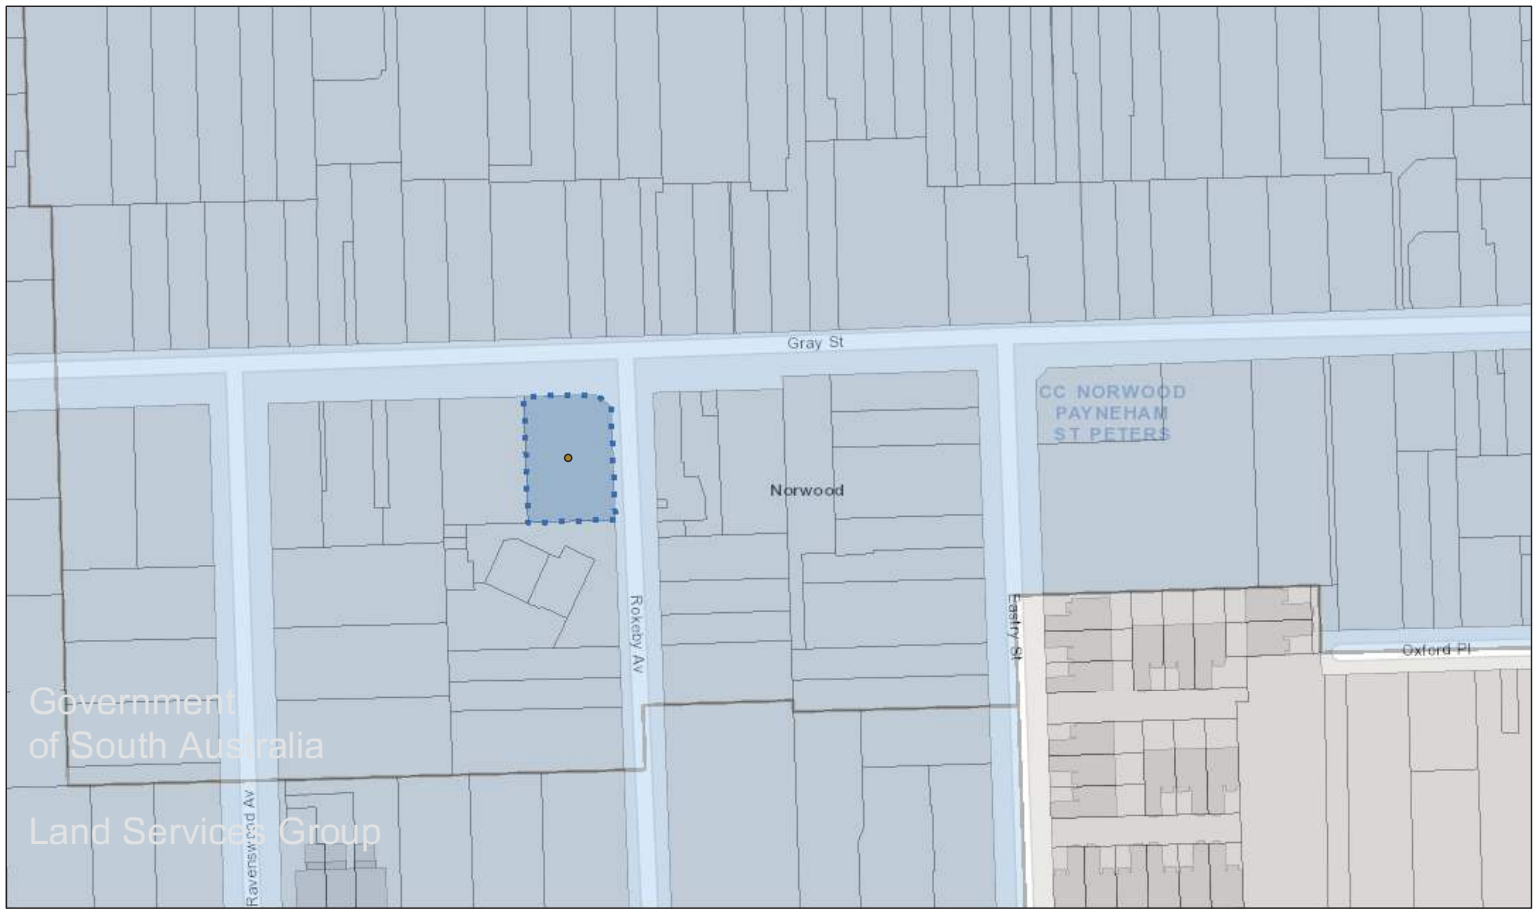 Gray St
CC NORWOOD
PAYNEHAM
ST PETERS
Norwood
Rokeby Av
Eastry St
Oxford Pl
Government
of South Australia
Ravenswood Av
Land Services Group